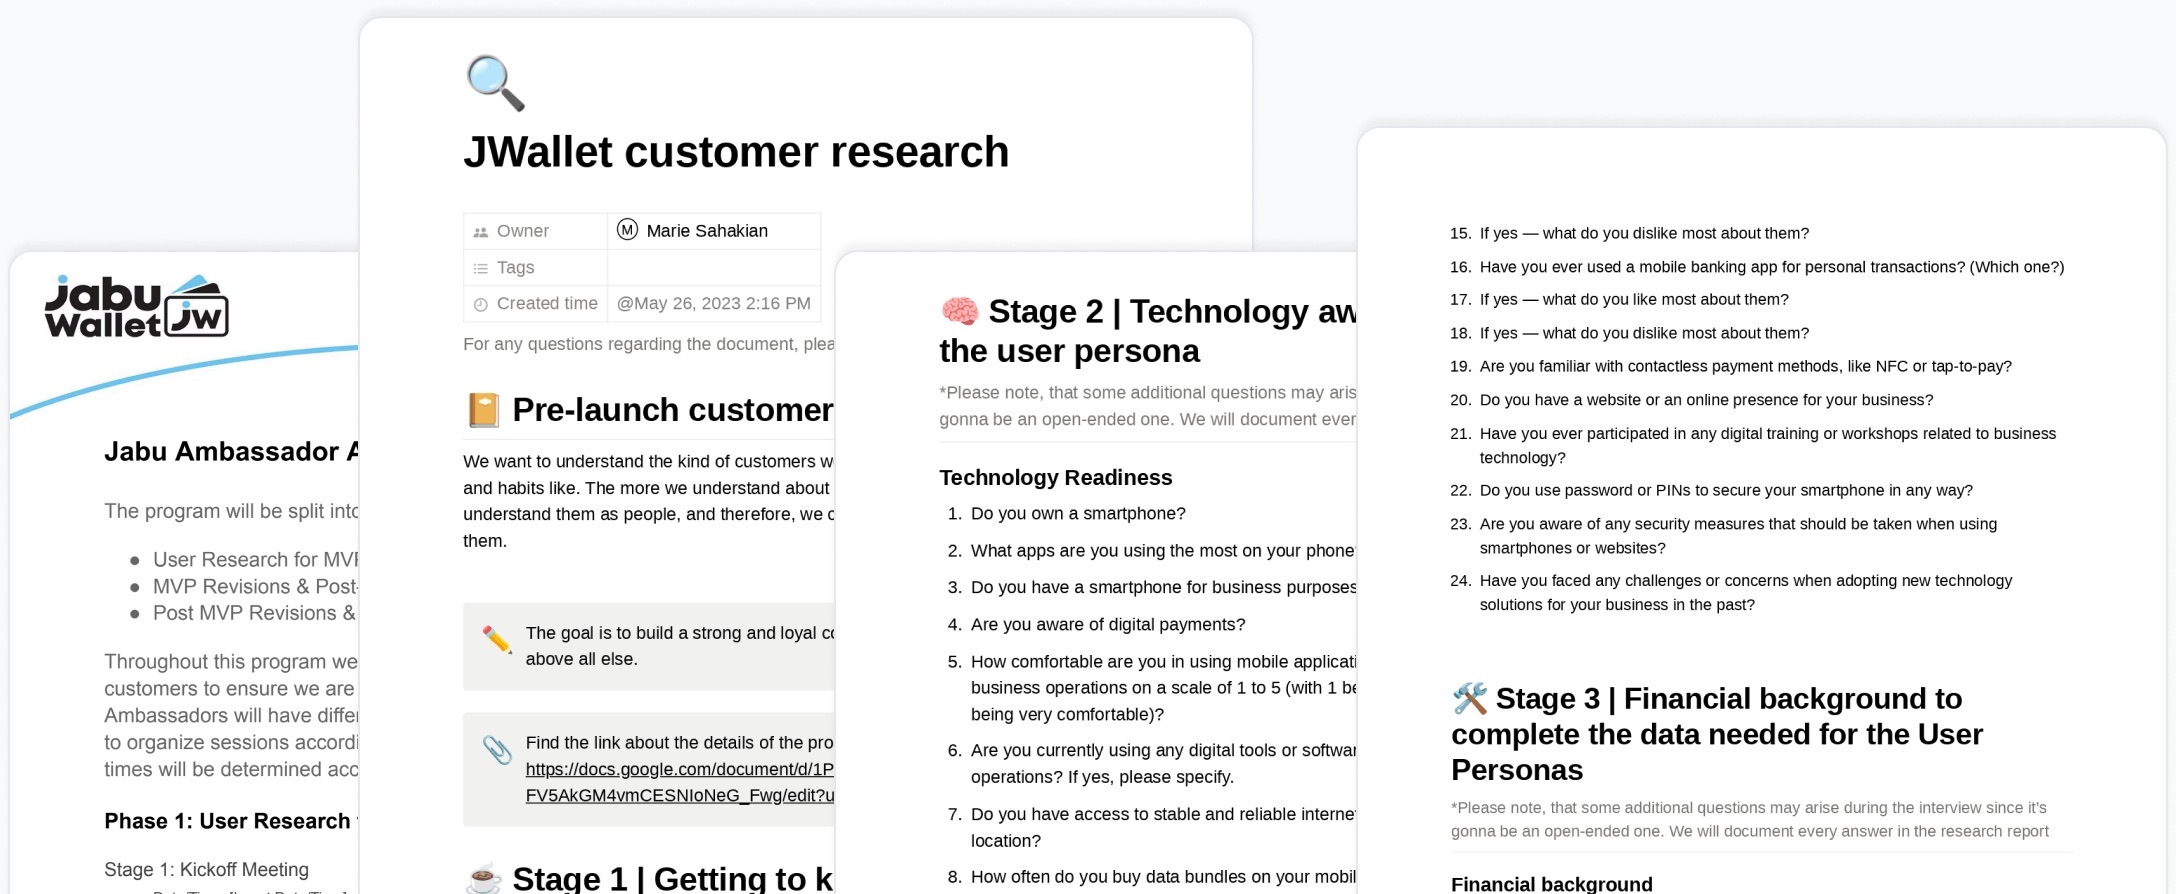 jabu
Wallet JW
Jabu Ambassador A
The program will be split into
● User Research for MVP
● MVP Revisions & Post-
● Post MVP Revisions &
Throughout this program we
customers to ensure we are
Ambassadors will have differ
to organize sessions accordi
times will be determined acc
Phase 1: User Research
Stage 1: Kickoff Meeting
JWallet customer research
Owner M Marie Sahakian
Tags
Created time @May 26, 2023 2:16 PM
For any questions regarding the document, plea
Pre-launch customer
We want to understand the kind of customers we
and habits like. The more we understand about
understand them as people, and therefore, we c
them.
The goal is to build a strong and loyal co
above all else.
Find the link about the details of the pro
https://docs.google.com/document/d/1P
FV5AkGM4vmCESNIoNeG_Fwg/edit?u
Stage 1 | Getting to k
Stage 2 | Technology aw
the user persona
*Please note, that some additional questions may aris
gonna be an open-ended one. We will document ever
Technology Readiness
1. Do you own a smartphone?
2. What apps are you using the most on your phone?
3. Do you have a smartphone for business purposes
4. Are you aware of digital payments?
5. How comfortable are you in using mobile applicati
business operations on a scale of 1 to 5 (with 1 be
being very comfortable)?
6. Are you currently using any digital tools or softwar
operations? If yes, please specify.
7. Do you have access to stable and reliable internet
location?
8. How often do you buy data bundles on your mobil
15. If yes — what do you dislike most about them?
16. Have you ever used a mobile banking app for personal transactions? (Which one?)
17. If yes — what do you like most about them?
18. If yes — what do you dislike most about them?
19. Are you familiar with contactless payment methods, like NFC or tap-to-pay?
20. Do you have a website or an online presence for your business?
21. Have you ever participated in any digital training or workshops related to business
technology?
22. Do you use password or PINs to secure your smartphone in any way?
23. Are you aware of any security measures that should be taken when using
smartphones or websites?
24. Have you faced any challenges or concerns when adopting new technology
solutions for your business in the past?
Stage 3 | Financial background to
complete the data needed for the User
Personas
*Please note, that some additional questions may arise during the interview since it's
gonna be an open-ended one. We will document every answer in the research report
Financial background